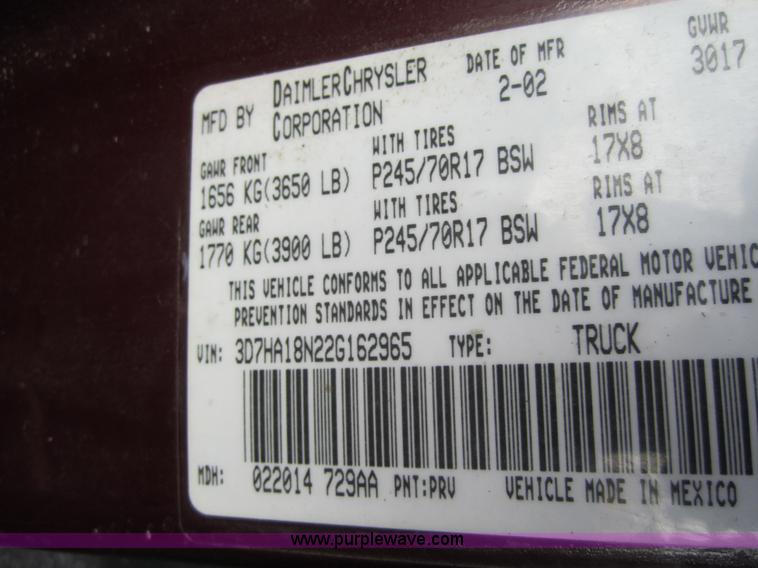 MFD BY DAIMLERCHRYSLER CORPORATION DATE OF MFR 2-02 GVWR 3017
GAWR FRONT WITH TIRES RIMS AT
1656 KG(3650 LB) P245/70R17 BSW 17X8
GAWR REAR WITH TIRES RIMS AT
1770 KG(3900 LB) P245/70R17 BSW 17X8
THIS VEHICLE CONFORMS TO ALL APPLICABLE FEDERAL MOTOR VEHIC
PREVENTION STANDARDS IN EFFECT ON THE DATE OF MANUFACTURE
VIN: 3D7HA18N22G162965 TYPE: TRUCK
MDH: 022014 729AA PNT:PRV VEHICLE MADE IN MEXICO
www.purplewave.com